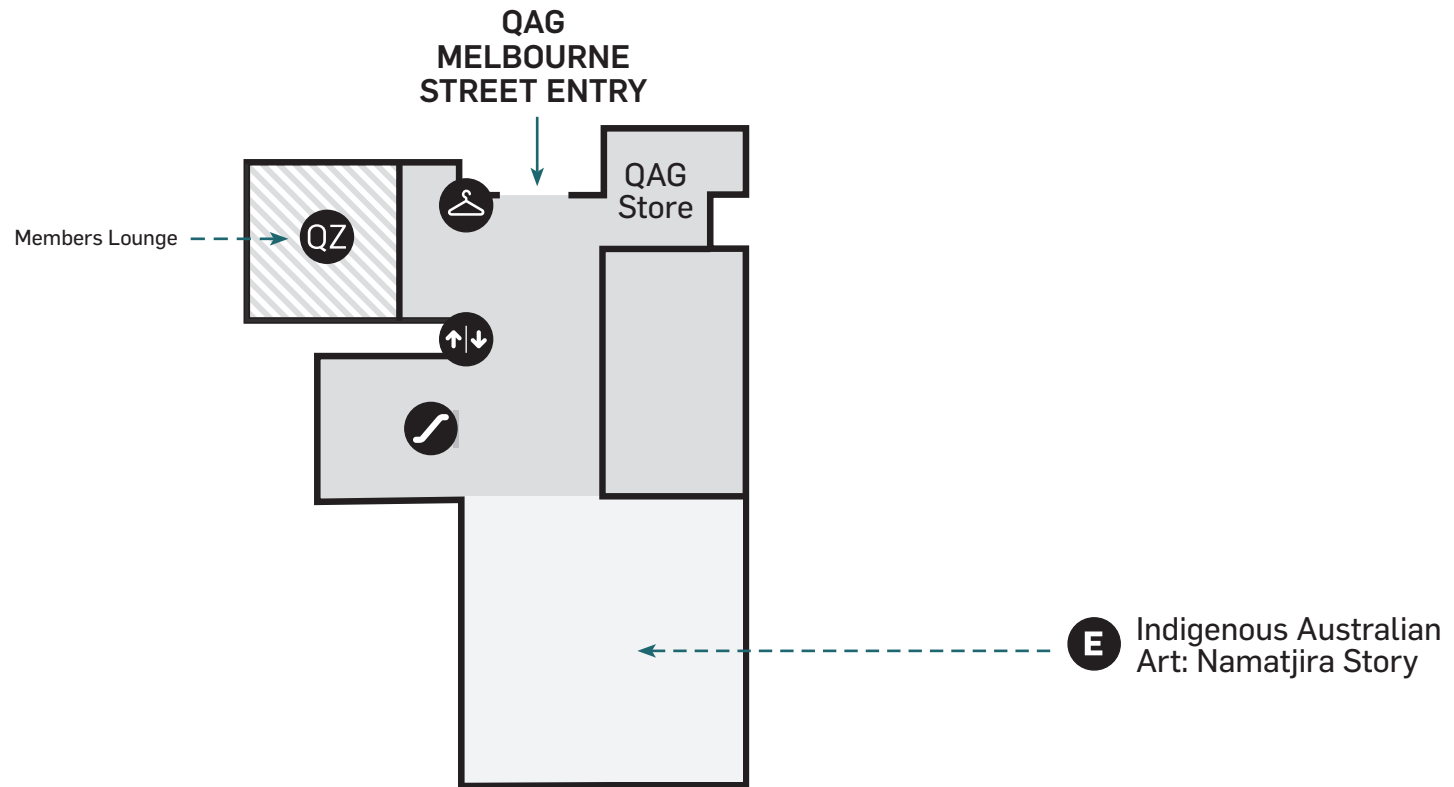 QAG
MELBOURNE
STREET ENTRY
QAG
Store
Members Lounge
QZ
E
Indigenous Australian
Art: Namatjira Story